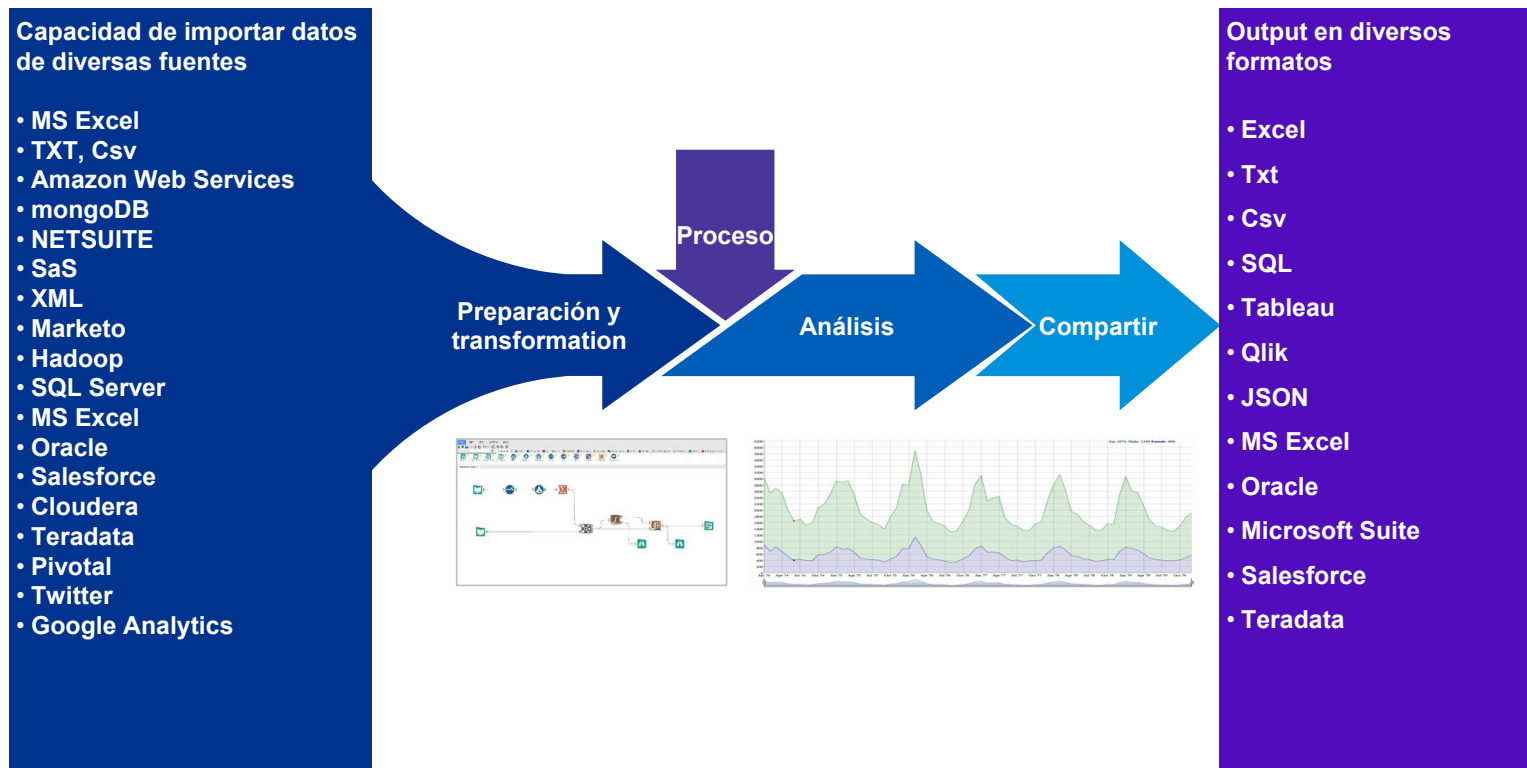 Capacidad de importar datos
de diversas fuentes
• MS Excel
• TXT, Csv
• Amazon Web Services
• mongoDB
• NETSUITE
• SaS
• XML
• Marketo
• Hadoop
• SQL Server
• MS Excel
• Oracle
• Salesforce
• Cloudera
• Teradata
• Pivotal
• Twitter
• Google Analytics
Proceso
Preparación y
transformation
Análisis
Compartir
Output en diversos
formatos
• Excel
• Txt
• Csv
• SQL
• Tableau
• Qlik
• JSON
• MS Excel
• Oracle
• Microsoft Suite
• Salesforce
• Teradata